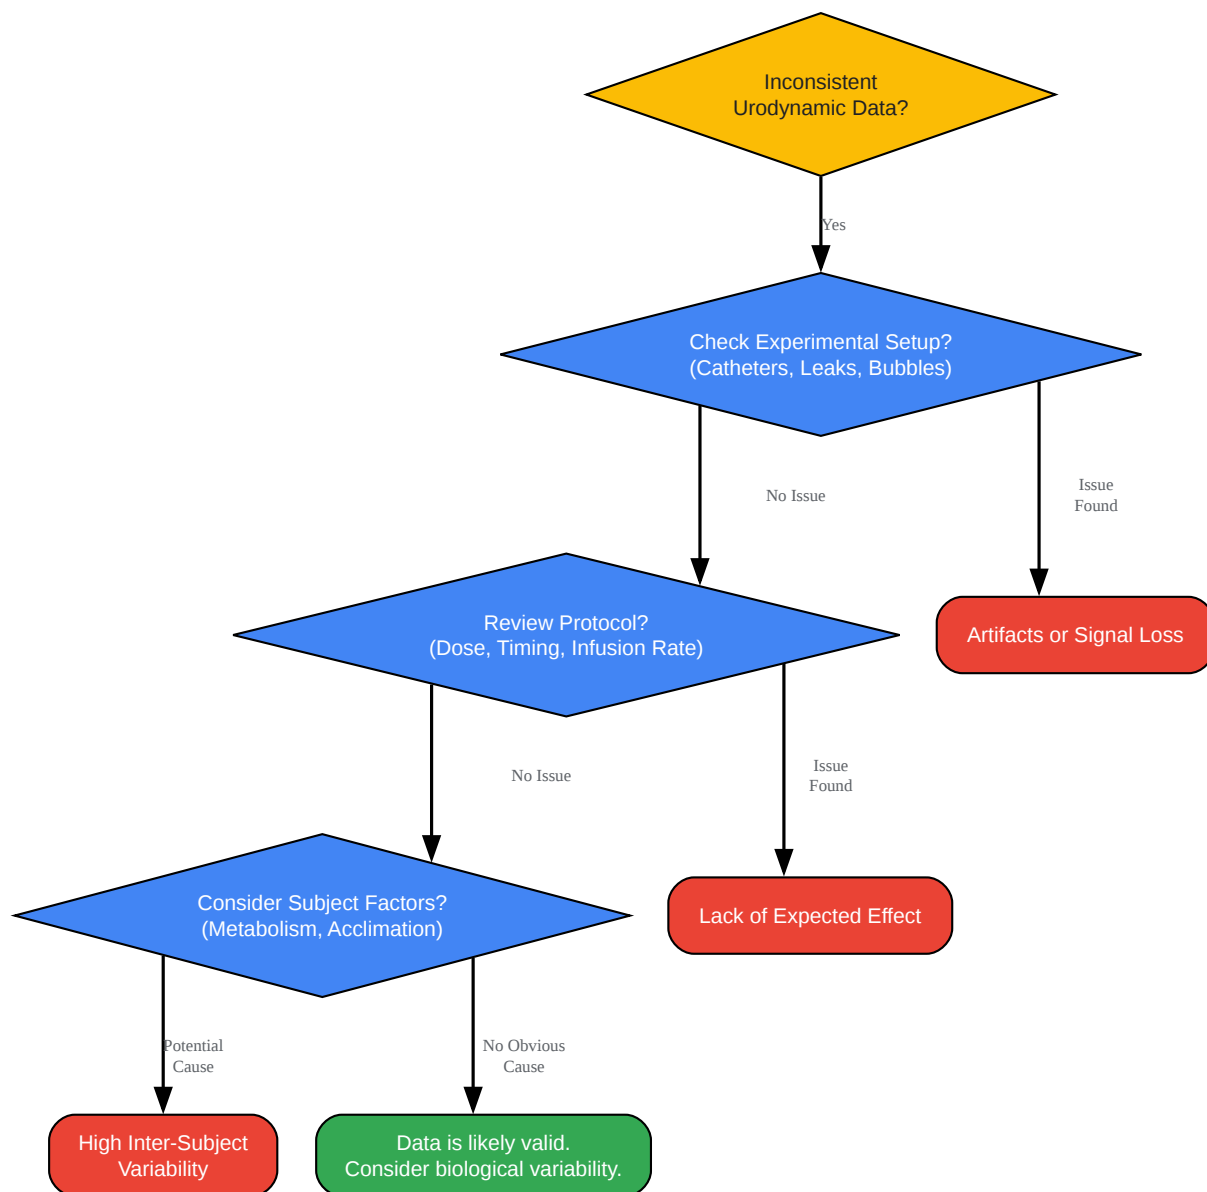 Inconsistent
Urodynamic Data?
Yes
Check Experimental Setup?
(Catheters, Leaks, Bubbles)
No Issue
Issue
Found
Review Protocol?
(Dose, Timing, Infusion Rate)
Artifacts or Signal Loss
No Issue
Issue
Found
Consider Subject Factors?
(Metabolism, Acclimation)
Lack of Expected Effect
Potential
Cause
No Obvious
Cause
High Inter-Subject
Variability
Data is likely valid.
Consider biological variability.